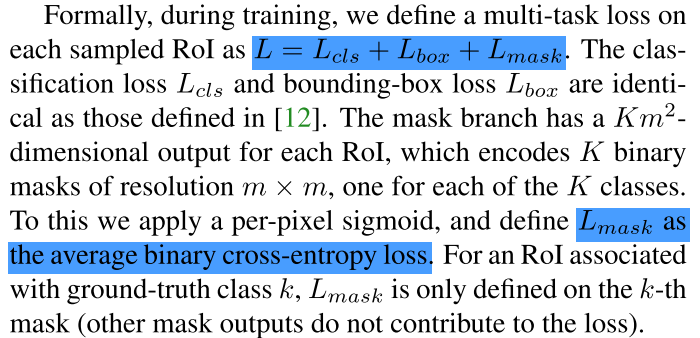 Formally, during training, we define a multi-task loss on
each sampled RoI as L = L_{cls} + L_{box} + L_{mask}. The clas-
sification loss L_{cls} and bounding-box loss L_{box} are identi-
cal as those defined in [12]. The mask branch has a Km²-
dimensional output for each RoI, which encodes K binary
masks of resolution m × m, one for each of the K classes.
To this we apply a per-pixel sigmoid, and define L_{mask} as
the average binary cross-entropy loss. For an RoI associated
with ground-truth class k, L_{mask} is only defined on the k-th
mask (other mask outputs do not contribute to the loss).